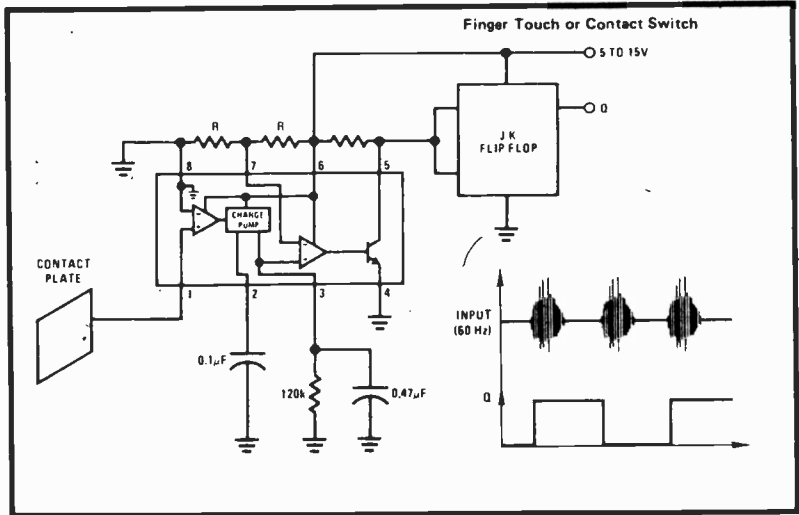 Finger Touch or Contact Switch
5 TO 15V
R
R
JK
FLIP FLOP
Q
8
7
6
5
CHANGE
PUMP
CONTACT
PLATE
1
2
3
4
INPUT
(60 Hz)
0.1μF
120k
0.47μF
Q